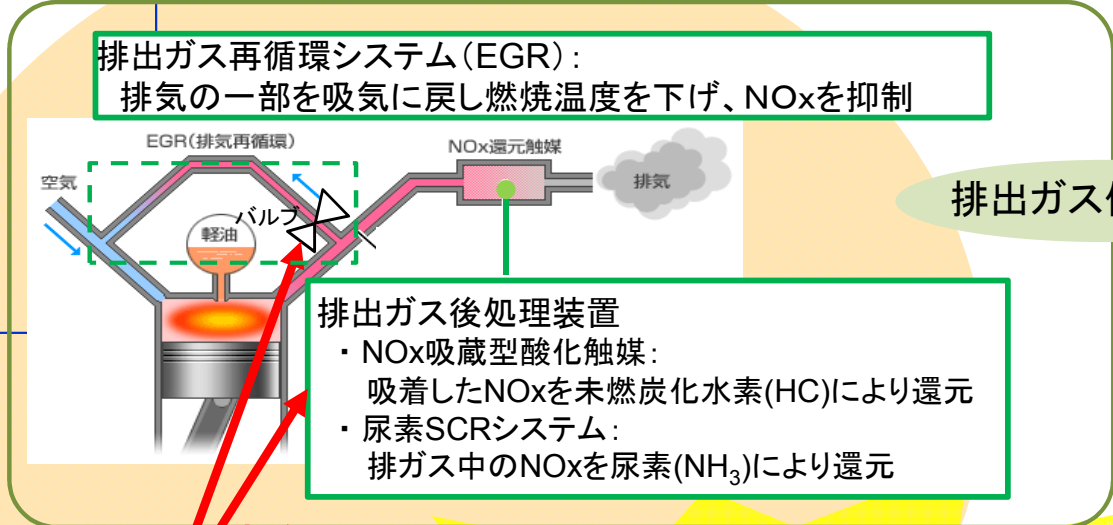 排出ガス再循環システム(EGR):
排気の一部を吸気に戻し燃焼温度を下げ、NOxを抑制
EGR(排気再循環)
NOx還元触媒
空気
排気
バルブ
軽油
排出ガス
排出ガス後処理装置
・ NOx吸蔵型酸化触媒:
吸着したNOxを未燃炭化水素(HC)により還元
・ 尿素SCRシステム:
排ガス中のNOxを尿素(NH₃)により還元